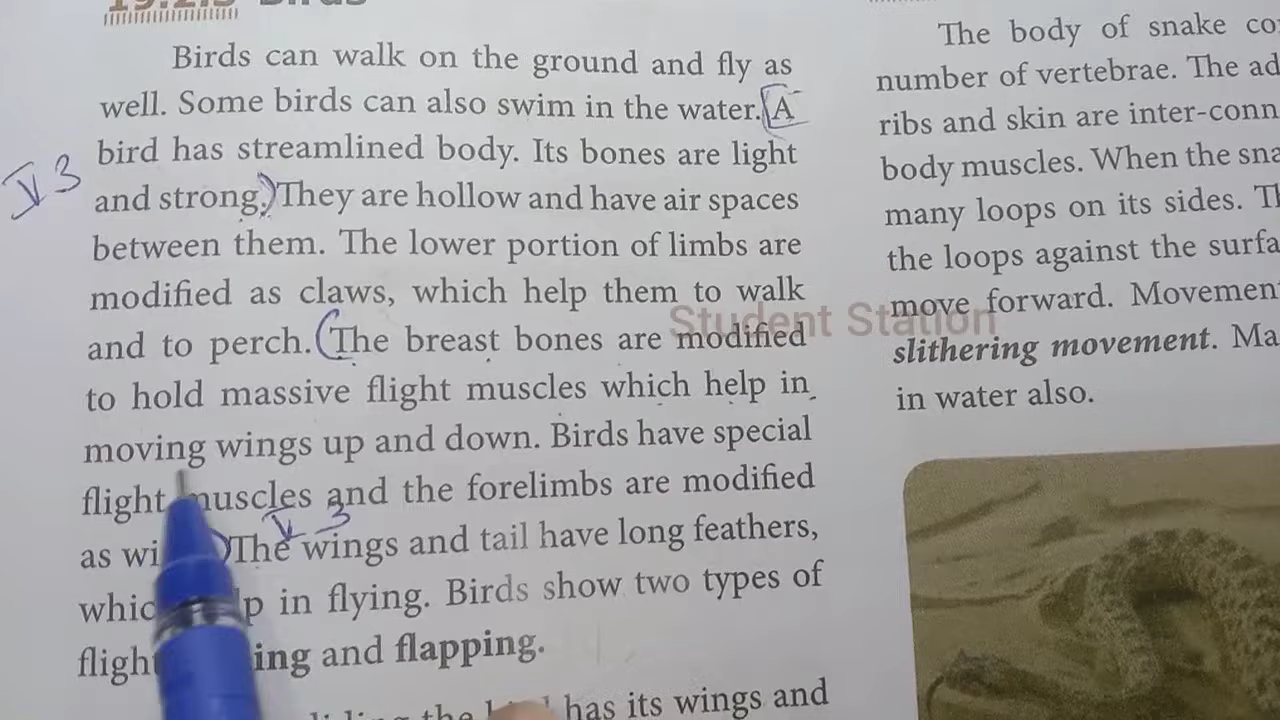 Birds
Birds can walk on the ground and fly as
well. Some birds can also swim in the water. A
bird has streamlined body. Its bones are light
and strong. They are hollow and have air spaces
between them. The lower portion of limbs are
modified as claws, which help them to walk
and to perch. The breast bones are modified
to hold massive flight muscles which help in
moving wings up and down. Birds have special
flight muscles and the forelimbs are modified
as The wings and tail have long feathers,
in flying. Birds show two types of
flight and flapping.
the has its wings and
V 3
V 3
The body of snake
number of vertebrae. The
ribs and skin are
body muscles. When the
many loops on its sides.
the loops against the
move forward.
slithering movement.
in water also.
Student Station